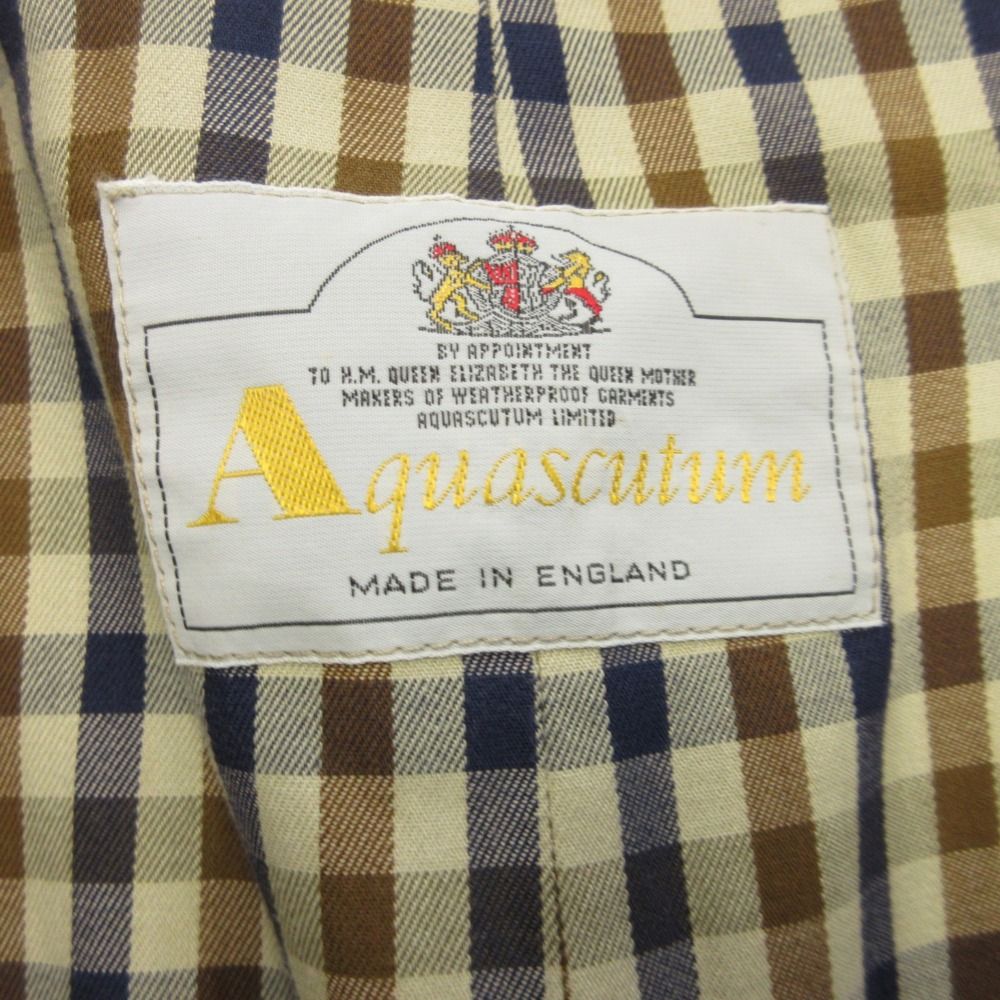 BY APPOINTMENT
TO H.M. QUEEN ELIZABETH THE QUEEN MOTHER
MAKERS OF WEATHERPROOF GARMENTS
AQUASCUTUM LIMITED
Aquascutum
MADE IN ENGLAND